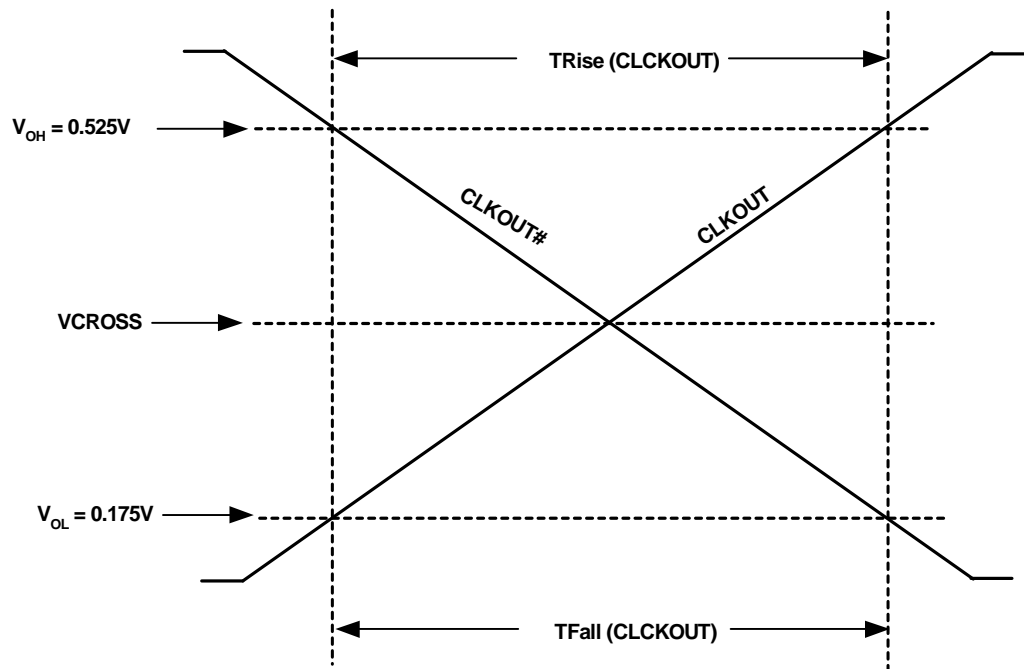 TRise (CLCKOUT)
VOH = 0.525V
CLKOUT#
CLKOUT
VCROSS
VOL = 0.175V
TFall (CLCKOUT)